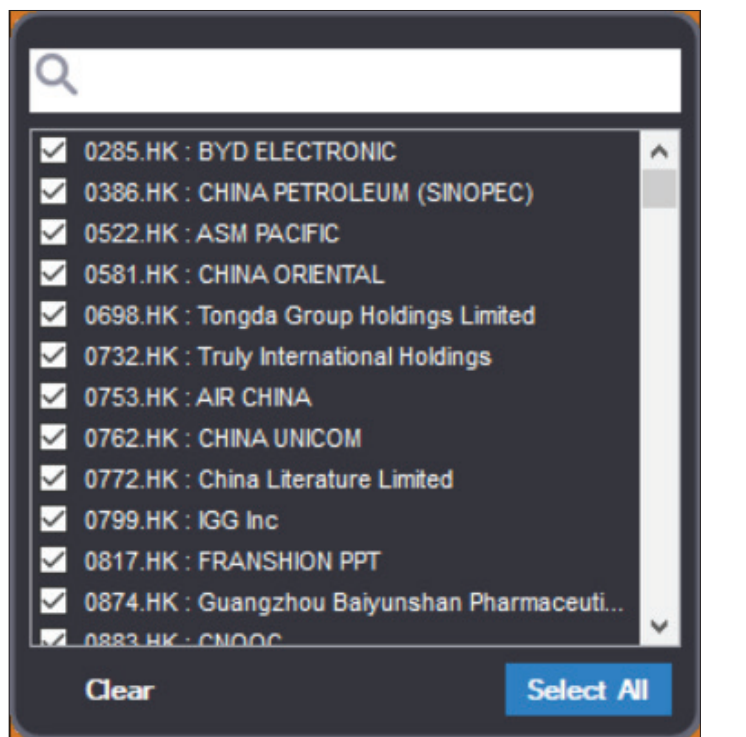 0285.HK : BYD ELECTRONIC
0386.HK : CHINA PETROLEUM (SINOPEC)
0522.HK : ASM PACIFIC
0581.HK : CHINA ORIENTAL
0698.HK : Tongda Group Holdings Limited
0732.HK : Truly International Holdings
0753.HK : AIR CHINA
0762.HK : CHINA UNICOM
0772.HK : China Literature Limited
0799.HK : IGG Inc
0817.HK : FRANSHION PPT
0874.HK : Guangzhou Baiyunshan Pharmaceuti...
0883.HK : CNOOC
Clear
Select All